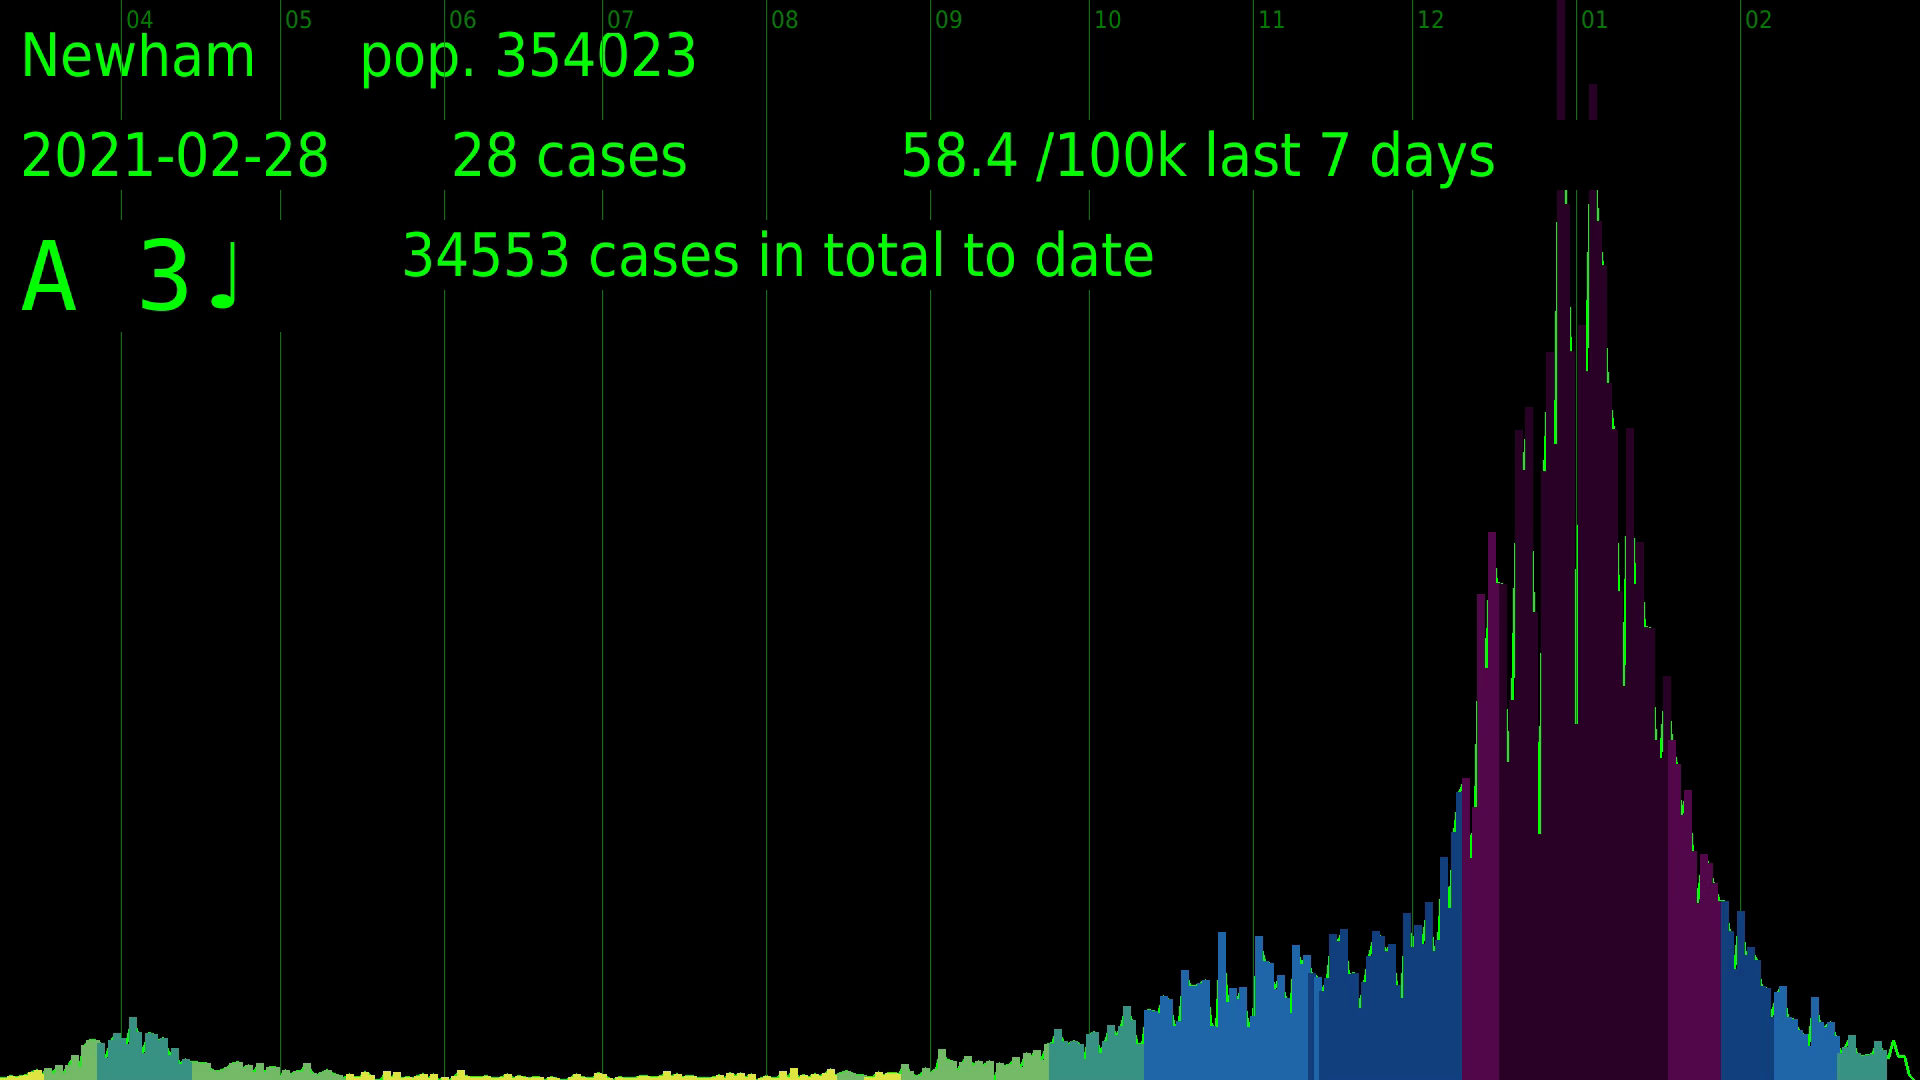 04 05 06 07 08 09 10 11 12 01 02
Newham pop. 354023
2021-02-28 28 cases 58.4 /100k last 7 days
A 3♩ 34553 cases in total to date